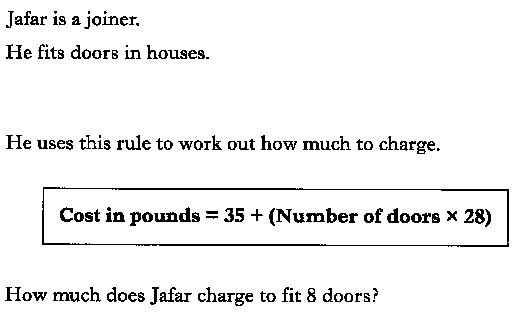 Jafar is a joiner.
He fits doors in houses.
He uses this rule to work out how much to charge.
Cost in pounds = 35 + (Number of doors × 28)
How much does Jafar charge to fit 8 doors?